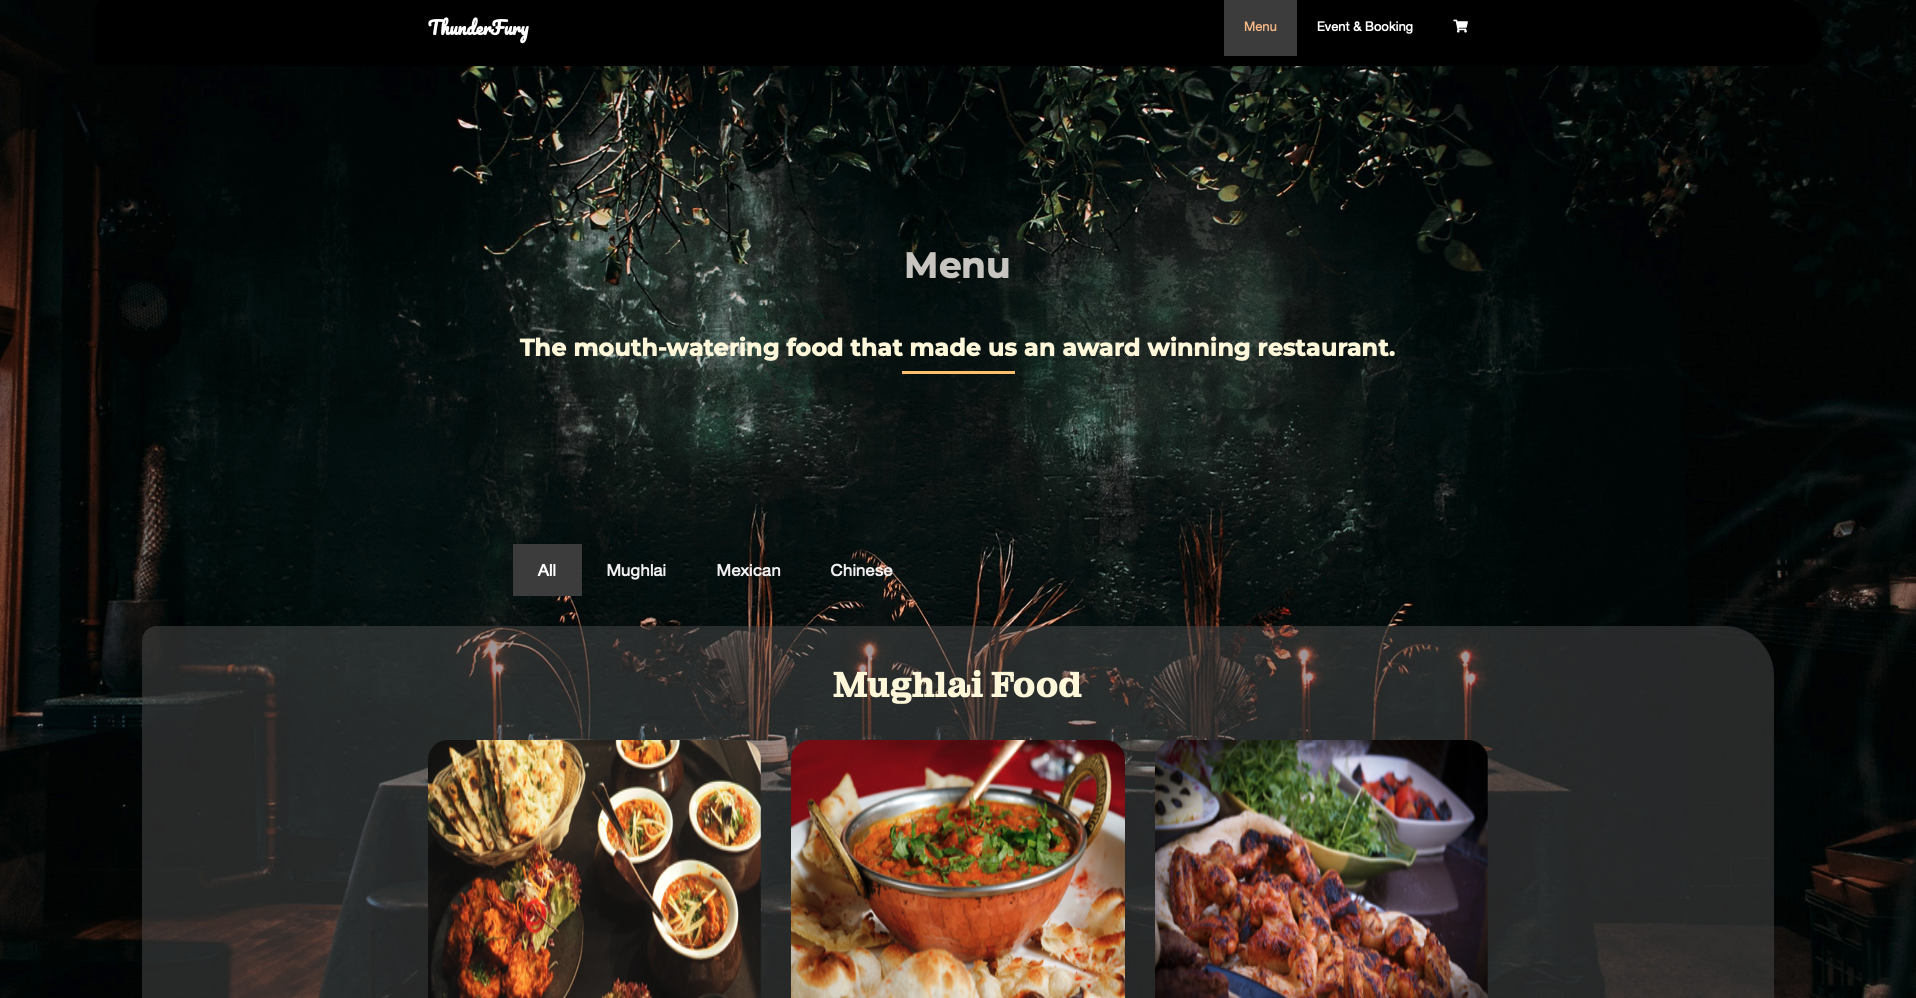 ThunderFury
Menu
Event & Booking
Menu
The mouth-watering food that made us an award winning restaurant.
All
Mughlai
Mexican
Chinese
Mughlai Food